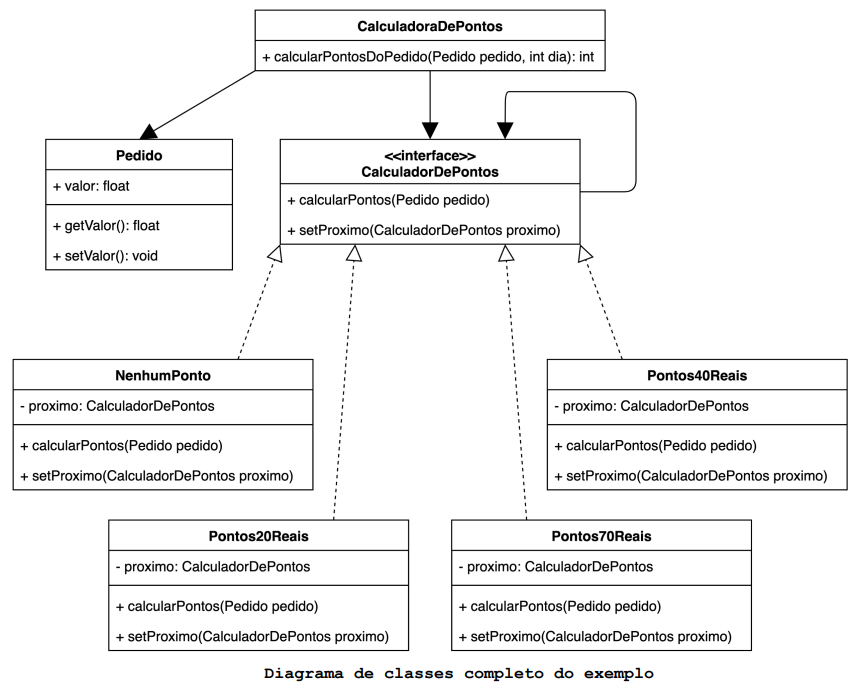 CalculadoraDePontos
+ calcularPontosDoPedido(Pedido pedido, int dia): int
Pedido
+ valor: float
+ getValor(): float
+ setValor(): void
<<interface>>
CalculadorDePontos
+ calcularPontos(Pedido pedido)
+ setProximo(CalculadorDePontos proximo)
NenhumPonto
- proximo: CalculadorDePontos
+ calcularPontos(Pedido pedido)
+ setProximo(CalculadorDePontos proximo)
Pontos40Reais
- proximo: CalculadorDePontos
+ calcularPontos(Pedido pedido)
+ setProximo(CalculadorDePontos proximo)
Pontos20Reais
- proximo: CalculadorDePontos
+ calcularPontos(Pedido pedido)
+ setProximo(CalculadorDePontos proximo)
Pontos70Reais
- proximo: CalculadorDePontos
+ calcularPontos(Pedido pedido)
+ setProximo(CalculadorDePontos proximo)
Diagrama de classes completo do exemplo